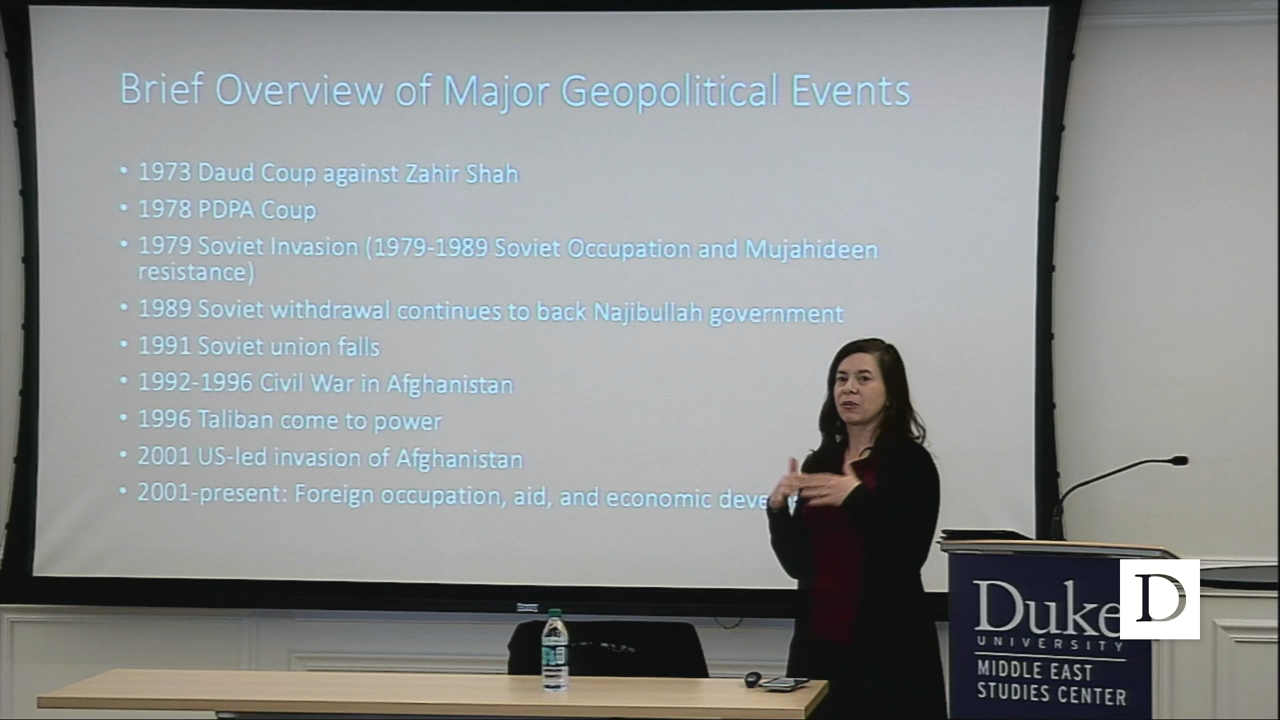 Brief Overview of Major Geopolitical Events
• 1973 Daud Coup against Zahir Shah
• 1978 PDPA Coup
• 1979 Soviet Invasion (1979-1989 Soviet Occupation and Mujahideen
resistance)
• 1989 Soviet withdrawal continues to back Najibullah government
• 1991 Soviet union falls
• 1992-1996 Civil War in Afghanistan
• 1996 Taliban come to power
• 2001 US-led invasion of Afghanistan
• 2001-present: Foreign occupation, aid, and economic
Duke
D
UNIVERSITY
MIDDLE EAST
STUDIES CENTER